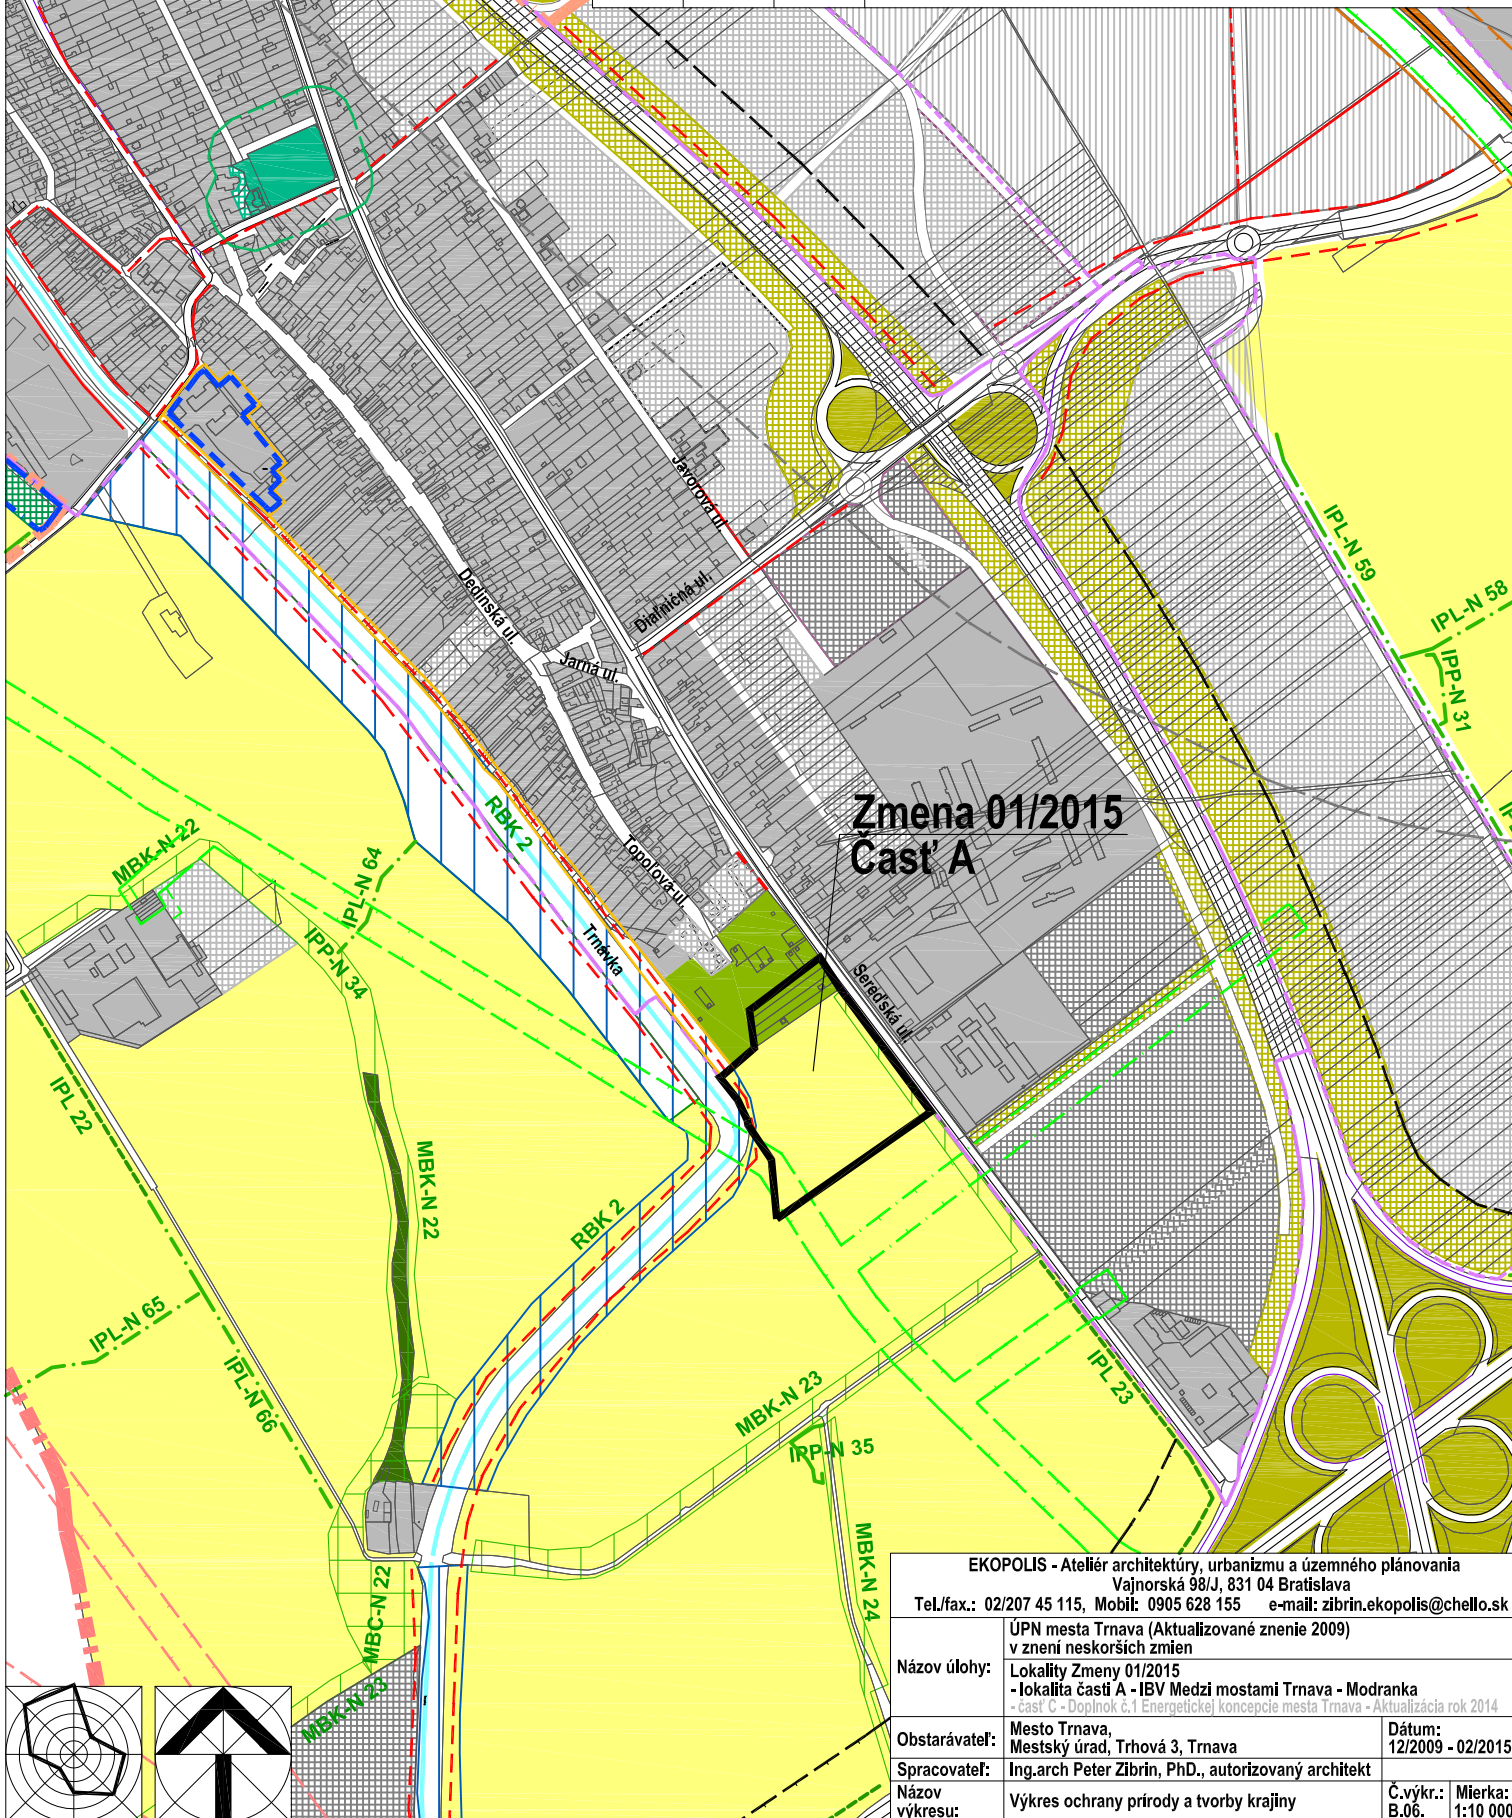 Javorová ul.
Diaľničná ul.
Dedinská ul.
Jarná ul.
IPL-N 59
IPL-N 58
IPP-N 31
Zmena 01/2015
Časť A
RBK 2
MBK-N 22
IPL-N 64
IPP-N 34
Topoľová ul.
Trnávka
Sereďská ul.
IPL 22
MBK-N 22
RBK 2
IPL-N 65
IPL-N 66
IPL 23
MBK-N 23
IPP-N 35
MBK-N 24
MBC-N 22
MBK-N 23
EKOPOLIS - Ateliér architektúry, urbanizmu a územného plánovania
Vajnorská 98/J, 831 04 Bratislava
Tel./fax.: 02/207 45 115, Mobil: 0905 628 155 e-mail: zibrin.ekopolis@chello.sk
Názov úlohy:
ÚPN mesta Trnava (Aktualizované znenie 2009)
v znení neskorších zmien
Lokality Zmeny 01/2015
- lokalita časti A - IBV Medzi mostami Trnava - Modranka
- časť C - Doplnok č.1 Energetickej koncepcie mesta Trnava - Aktualizácia rok 2014
Obstarávateľ:
Mesto Trnava,
Mestský úrad, Trhová 3, Trnava
Dátum:
12/2009 - 02/2015
Spracovateľ:
Ing.arch Peter Zibrin, PhD., autorizovaný architekt
Názov
výkresu:
Výkres ochrany prírody a tvorby krajiny
Č.výkr.:
B.06.
Mierka:
1:10 000